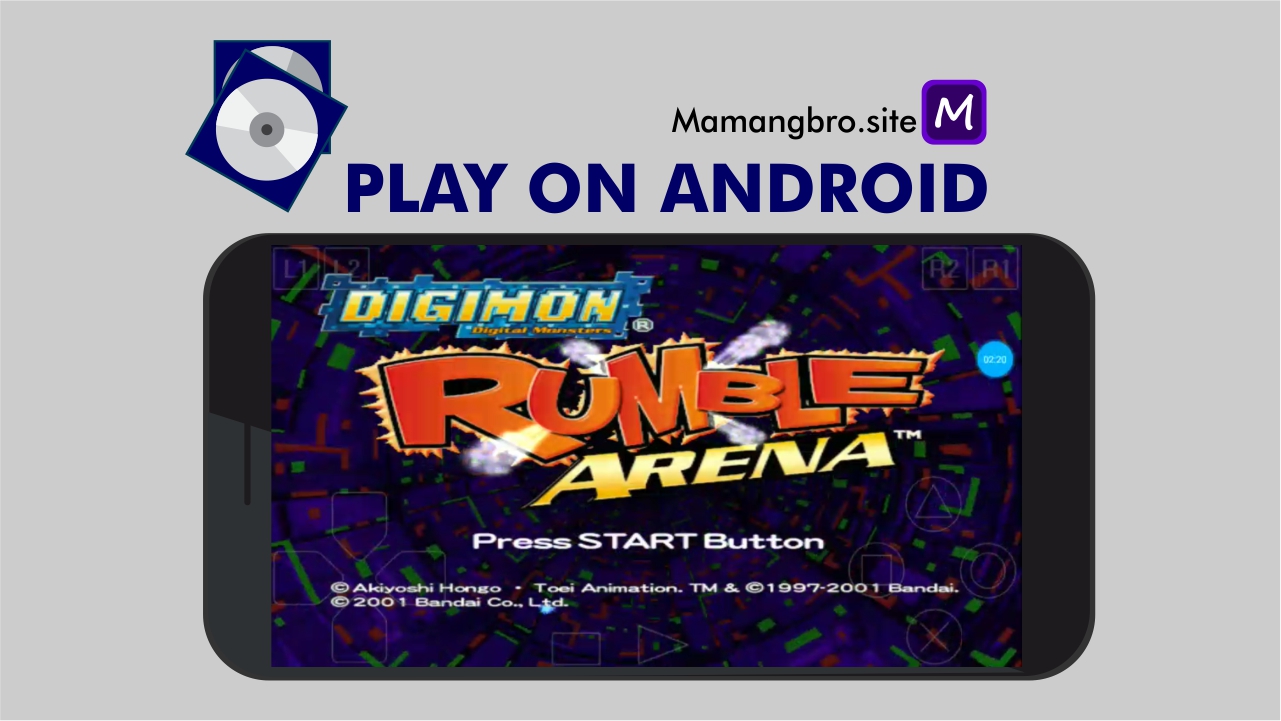 Mamangbro.site M
PLAY ON ANDROID
L1 L2 R2 R1
DIGIMON
Digital Monsters ®
02:20
RUMBLE
ARENA™
Press START Button
©Akiyoshi Hongo · Toei Animation. TM & ©1997-2001 Bandai.
©2001 Bandai Co., Ltd.